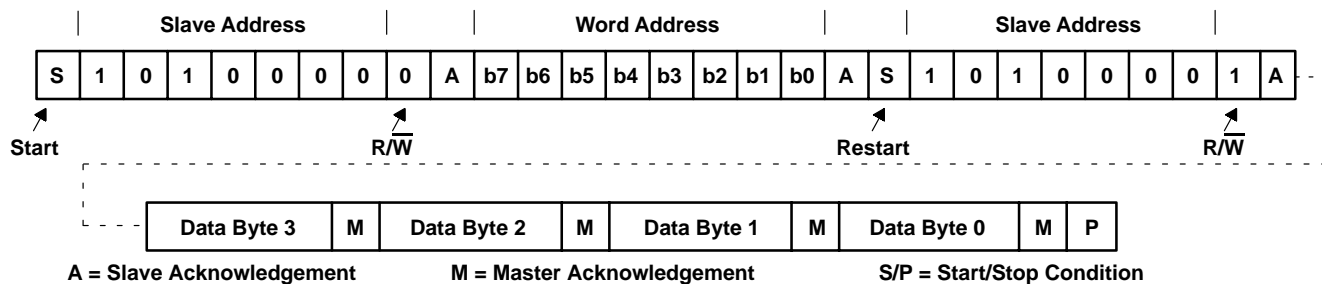 Slave Address Word Address Slave Address
S 1 0 1 0 0 0 0 0 A b7 b6 b5 b4 b3 b2 b1 b0 A S 1 0 1 0 0 0 0 1 A
Start R/W̅ Restart R/W̅
Data Byte 3 M Data Byte 2 M Data Byte 1 M Data Byte 0 M P
A = Slave Acknowledgement M = Master Acknowledgement S/P = Start/Stop Condition